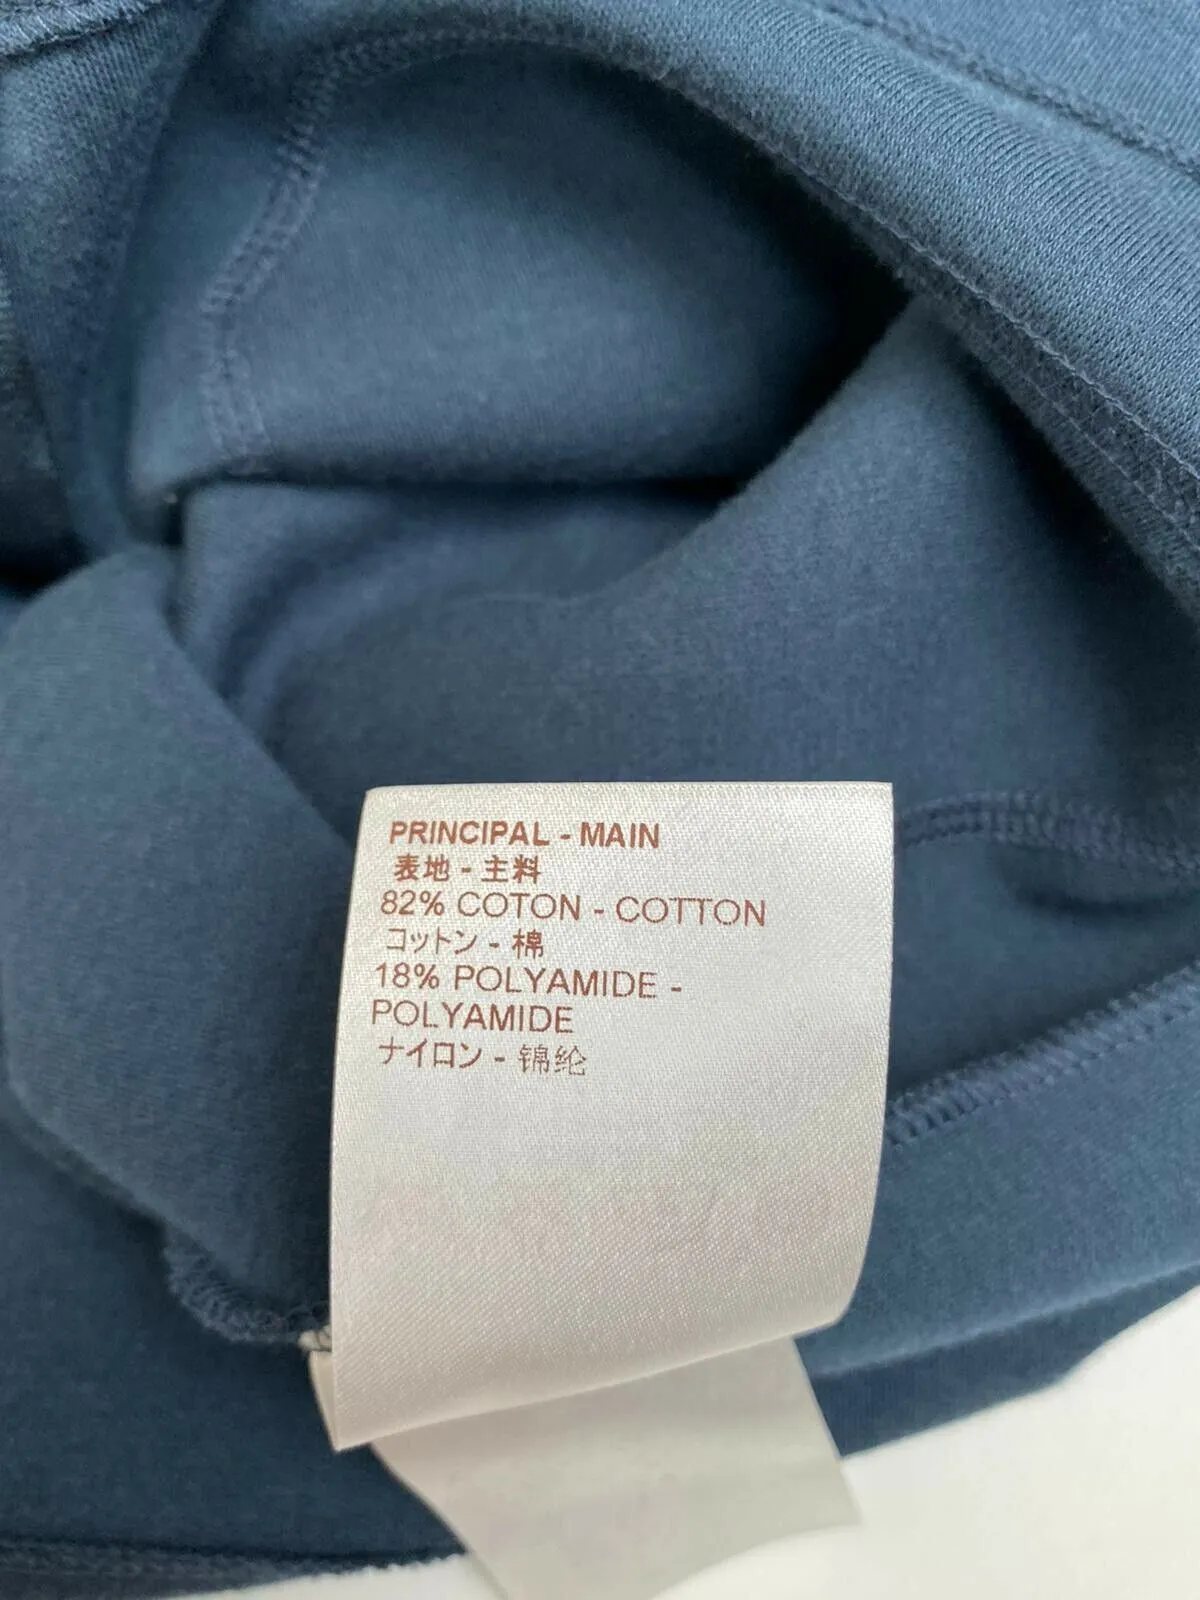 PRINCIPAL - MAIN
表地 - 主料
82% COTON - COTTON
コットン - 棉
18% POLYAMIDE -
POLYAMIDE
ナイロン - 锦纶